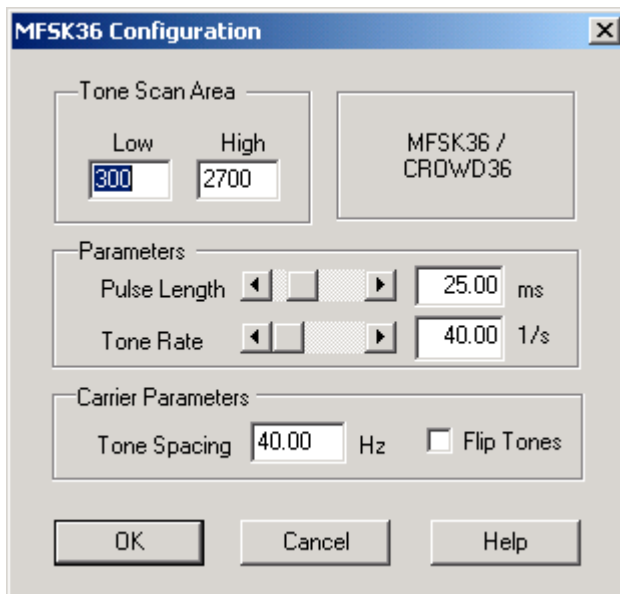 MFSK36 Configuration
Tone Scan Area
Low High
300 2700
MFSK36 /
CROWD36
Parameters
Pulse Length 25.00 ms
Tone Rate 40.00 1/s
Carrier Parameters
Tone Spacing 40.00 Hz Flip Tones
OK Cancel Help